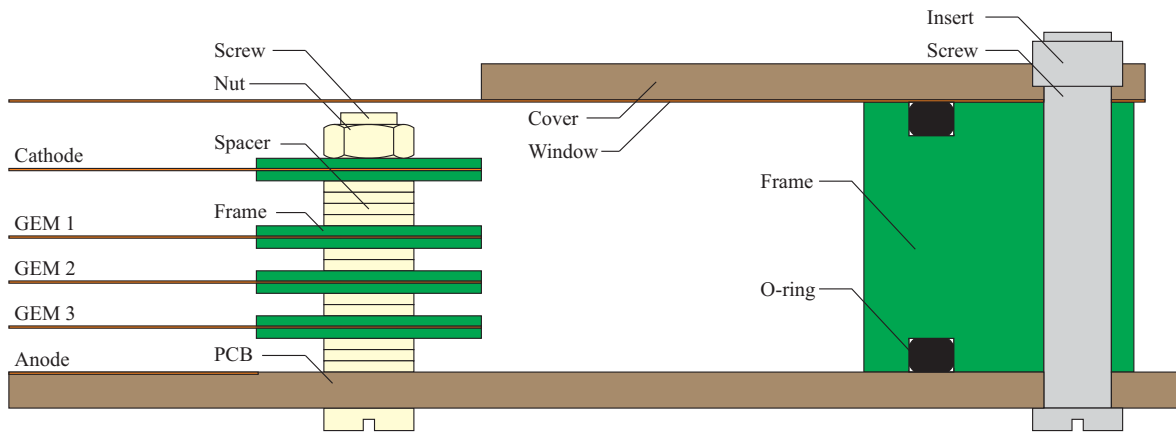 Insert
Screw
Screw
Nut
Cover
Spacer
Window
Cathode
Frame
Frame
GEM 1
GEM 2
O-ring
GEM 3
PCB
Anode